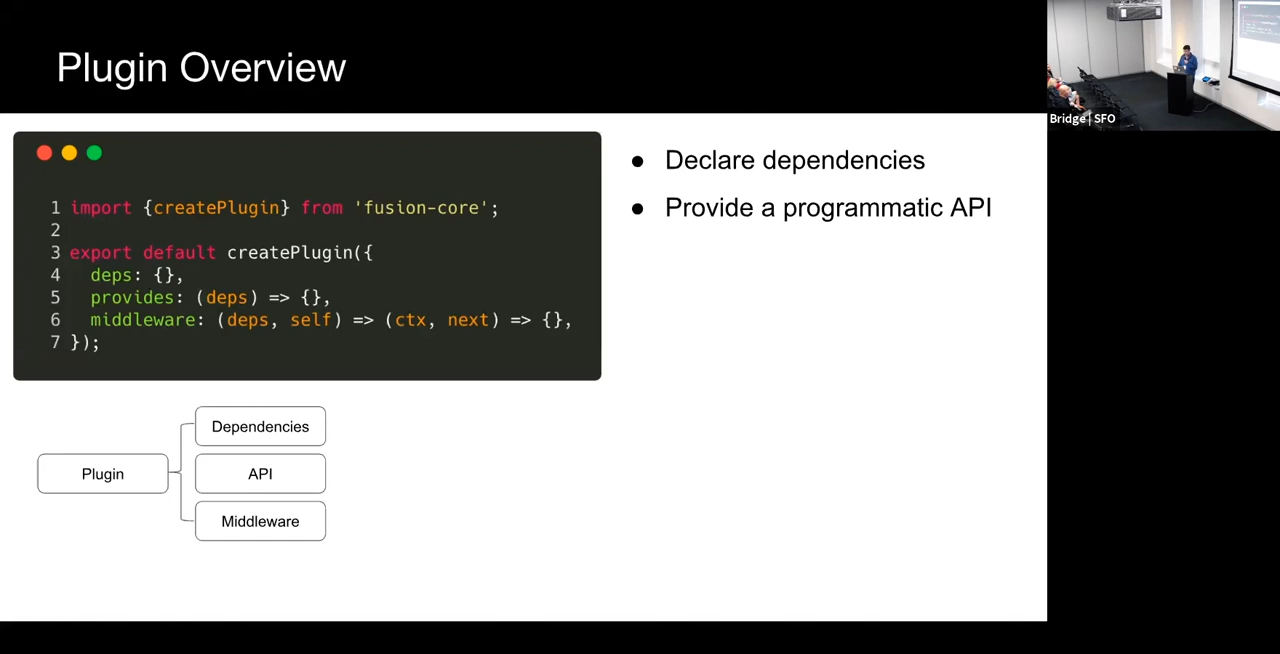 Plugin Overview
Bridge | SFO
1 import {createPlugin} from 'fusion-core';
2
3 export default createPlugin({
4   deps: {},
5   provides: (deps) => {},
6   middleware: (deps, self) => (ctx, next) => {},
7 });
● Declare dependencies
● Provide a programmatic API
Plugin
Dependencies
API
Middleware